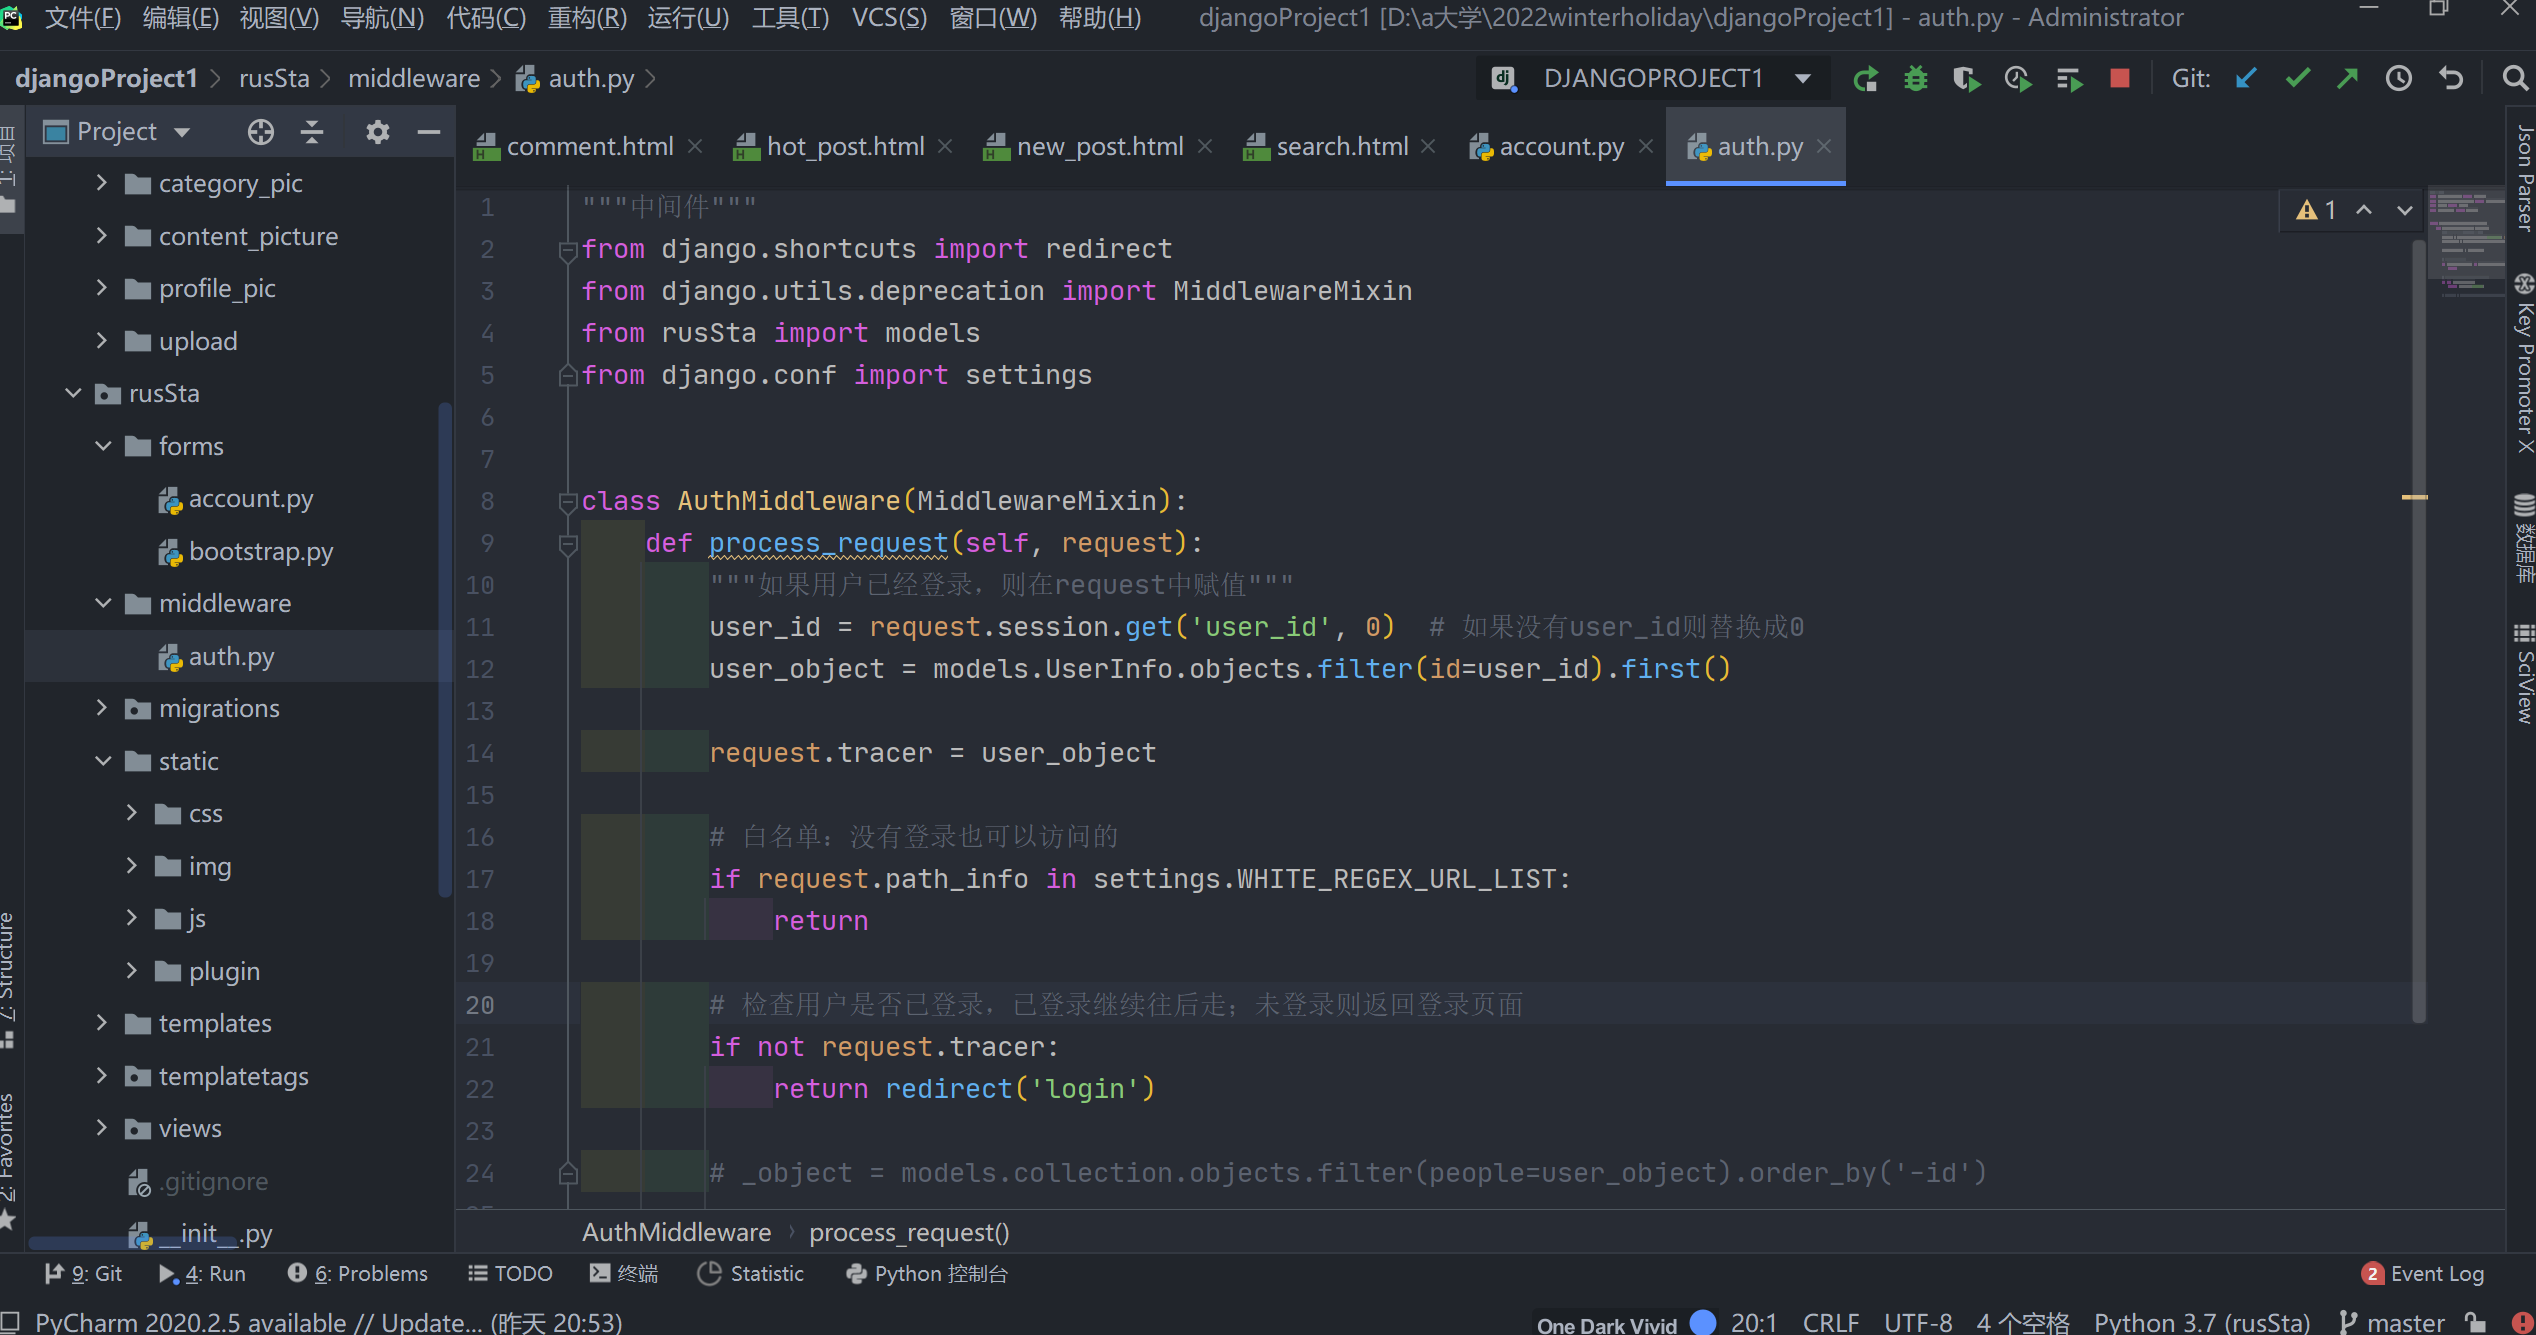 文件(F) 编辑(E) 视图(V) 导航(N) 代码(C) 重构(R) 运行(U) 工具(T) VCS(S) 窗口(W) 帮助(H) djangoProject1 [D:\a大学\2022winterholiday\djangoProject1] - auth.py - Administrator
djangoProject1 rusSta middleware auth.py
DJANGOPROJECT1 Git:
Project
comment.html hot_post.html new_post.html search.html account.py auth.py
1: 项目
category_pic
content_picture
profile_pic
upload
rusSta
forms
account.py
bootstrap.py
middleware
auth.py
migrations
static
css
img
js
plugin
templates
templatetags
views
.gitignore
__init__.py
7: Structure
2: Favorites
1 """中间件"""
2 from django.shortcuts import redirect
3 from django.utils.deprecation import MiddlewareMixin
4 from rusSta import models
5 from django.conf import settings
6
7
8 class AuthMiddleware(MiddlewareMixin):
9 def process_request(self, request):
10 """如果用户已经登录，则在request中赋值"""
11 user_id = request.session.get('user_id', 0)  # 如果没有user_id则替换成0
12 user_object = models.UserInfo.objects.filter(id=user_id).first()
13
14 request.tracer = user_object
15
16 # 白名单：没有登录也可以访问的
17 if request.path_info in settings.WHITE_REGEX_URL_LIST:
18 return
19
20 # 检查用户是否已登录，已登录继续往后走；未登录则返回登录页面
21 if not request.tracer:
22 return redirect('login')
23
24 # _object = models.collection.objects.filter(people=user_object).order_by('-id')
1
Json Parser
Key Promoter X
数据库
SciView
AuthMiddleware process_request()
9: Git 4: Run 6: Problems TODO 终端 Statistic Python 控制台 2 Event Log
PyCharm 2020.2.5 available // Update... (昨天 20:53) One Dark Vivid 20:1 CRLF UTF-8 4 个空格 Python 3.7 (rusSta) master